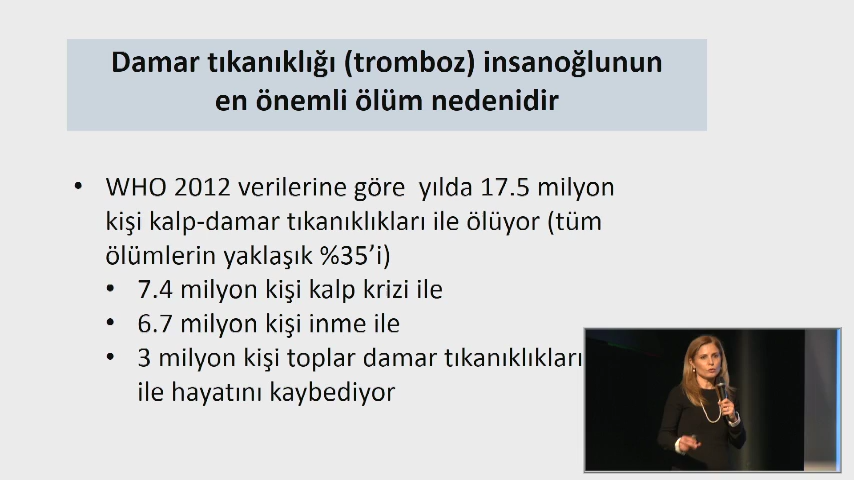 Damar tıkanıklığı (tromboz) insanoğlunun
en önemli ölüm nedenidir
• WHO 2012 verilerine göre yılda 17.5 milyon
kişi kalp-damar tıkanıklıkları ile ölüyor (tüm
ölümlerin yaklaşık %35’i)
• 7.4 milyon kişi kalp krizi ile
• 6.7 milyon kişi inme ile
• 3 milyon kişi toplar damar tıkanıklıkları
ile hayatını kaybediyor